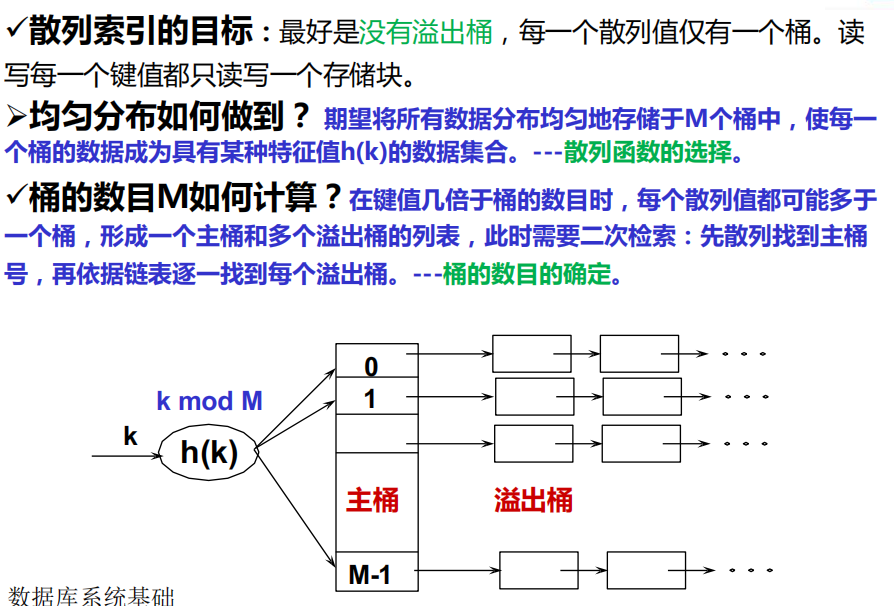 ✓散列索引的目标：最好是没有溢出桶，每一个散列值仅有一个桶。读
写每一个键值都只读写一个存储块。
➢均匀分布如何做到？期望将所有数据分布均匀地存储于M个桶中，使每一
个桶的数据成为具有某种特征值h(k)的数据集合。---散列函数的选择。
✓桶的数目M如何计算？在键值几倍于桶的数目时，每个散列值都可能多于
一个桶，形成一个主桶和多个溢出桶的列表，此时需要二次检索：先散列找到主桶
号，再依据链表逐一找到每个溢出桶。---桶的数目的确定。
0
k mod M
1
k
h(k)
主桶
溢出桶
M-1
数据库系统基础